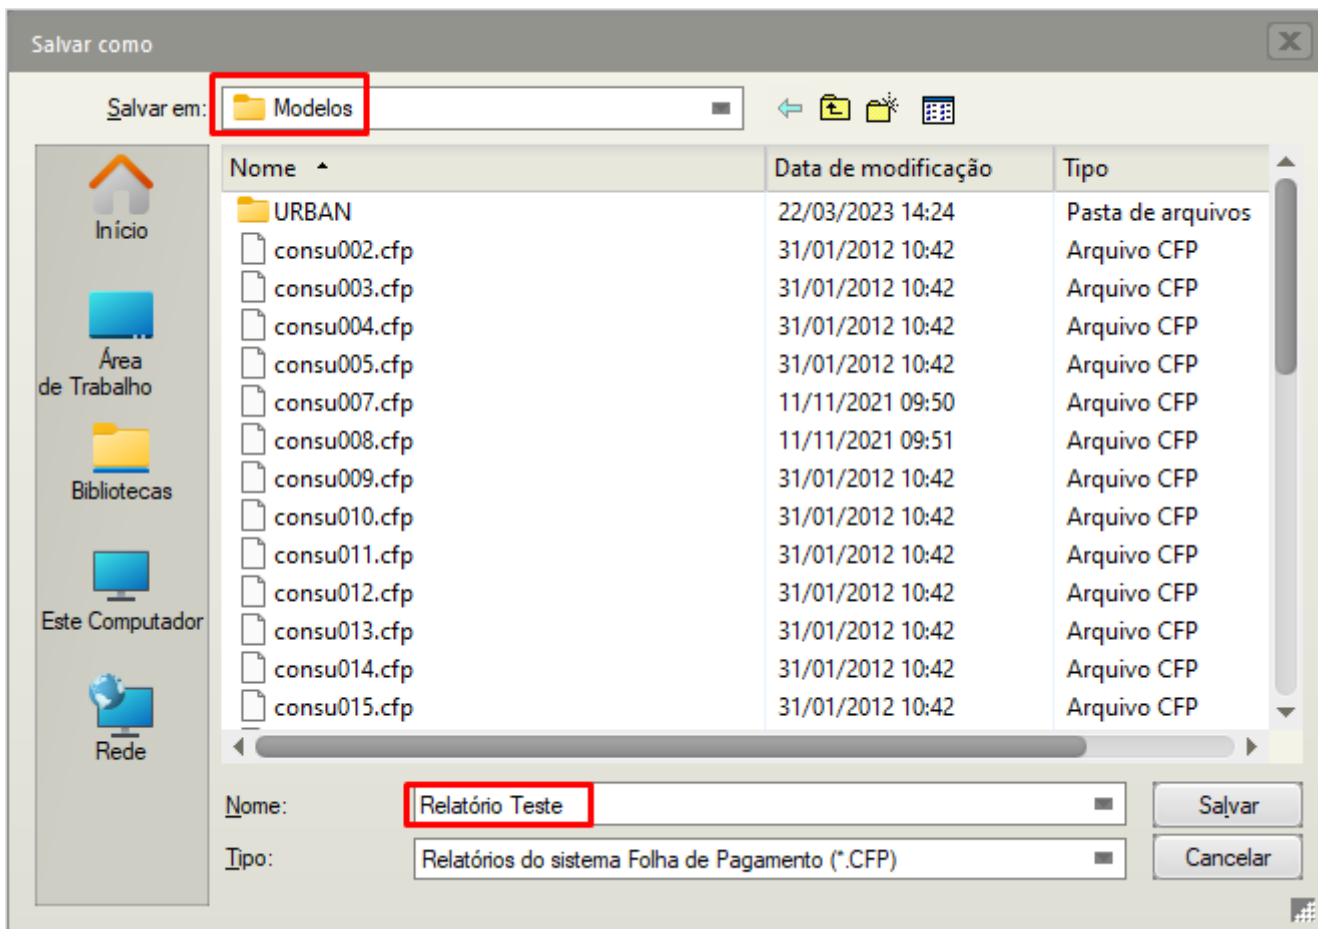 Salvar como
Salvar em: Modelos
Nome Data de modificação Tipo
URBAN 22/03/2023 14:24 Pasta de arquivos
consu002.cfp 31/01/2012 10:42 Arquivo CFP
consu003.cfp 31/01/2012 10:42 Arquivo CFP
consu004.cfp 31/01/2012 10:42 Arquivo CFP
consu005.cfp 31/01/2012 10:42 Arquivo CFP
consu007.cfp 11/11/2021 09:50 Arquivo CFP
consu008.cfp 11/11/2021 09:51 Arquivo CFP
consu009.cfp 31/01/2012 10:42 Arquivo CFP
consu010.cfp 31/01/2012 10:42 Arquivo CFP
consu011.cfp 31/01/2012 10:42 Arquivo CFP
consu012.cfp 31/01/2012 10:42 Arquivo CFP
consu013.cfp 31/01/2012 10:42 Arquivo CFP
consu014.cfp 31/01/2012 10:42 Arquivo CFP
consu015.cfp 31/01/2012 10:42 Arquivo CFP
Início
Área
de Trabalho
Bibliotecas
Este Computador
Rede
Nome: Relatório Teste Salvar
Tipo: Relatórios do sistema Folha de Pagamento (*.CFP) Cancelar